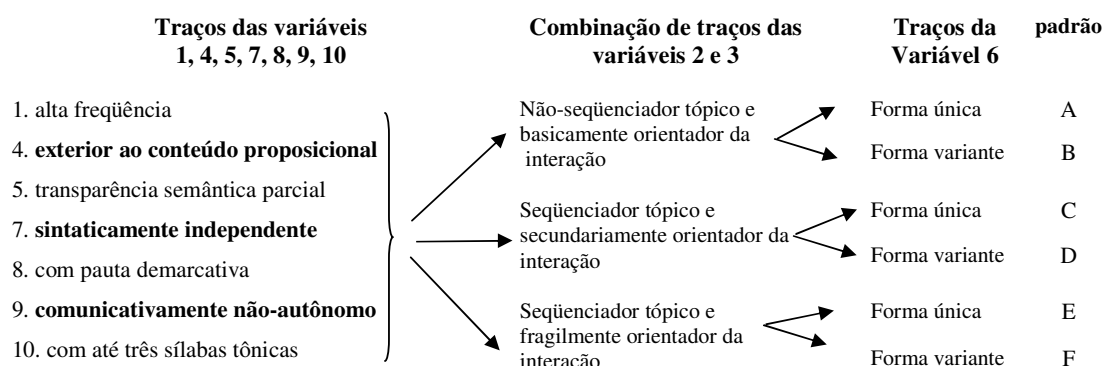 Traços das variáveis
1, 4, 5, 7, 8, 9, 10
1. alta freqüência
4. exterior ao conteúdo proposicional
5. transparência semântica parcial
7. sintaticamente independente
8. com pauta demarcativa
9. comunicativamente não-autônomo
10. com até três sílabas tônicas
Combinação de traços das
variáveis 2 e 3
Não-seqüenciador tópico e
basicamente orientador da
interação
Seqüenciador tópico e
secundariamente orientador da
interação
Seqüenciador tópico e
fragilmente orientador da
interação
Traços da
Variável 6
Forma única
Forma variante
Forma única
Forma variante
Forma única
Forma variante
padrão
A
B
C
D
E
F